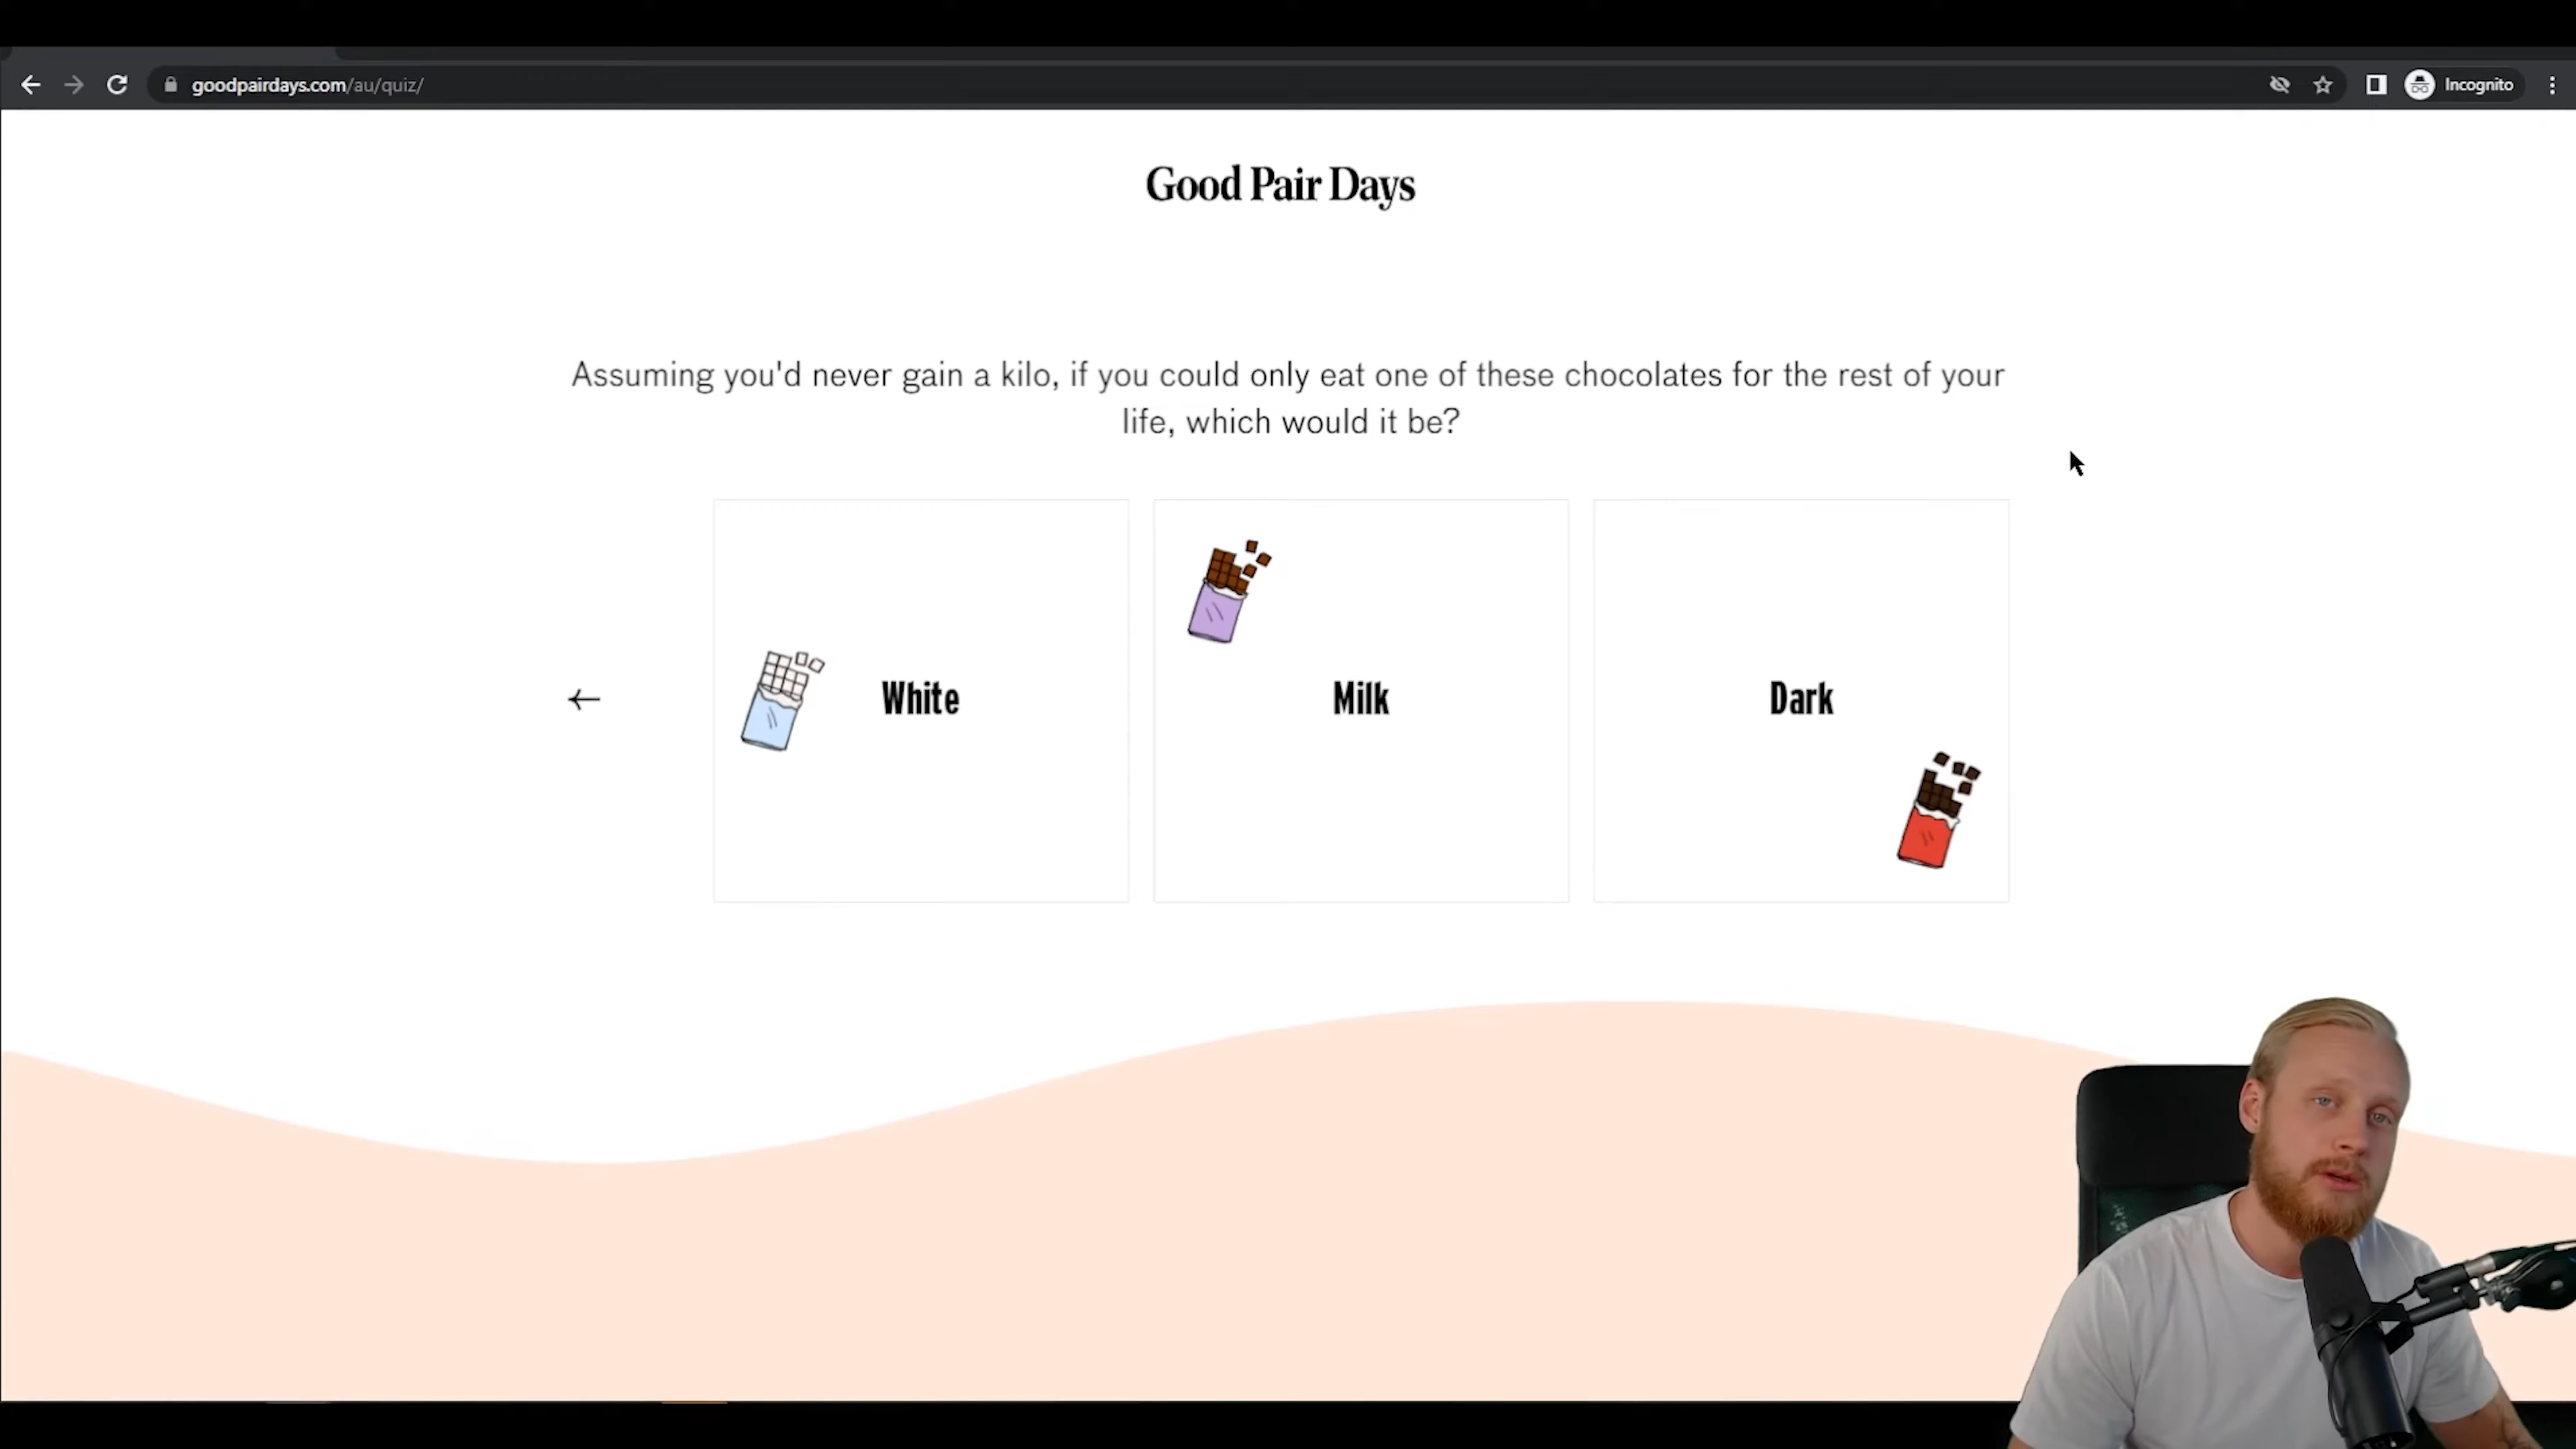 goodpairdays.com/au/quiz/
Incognito
Good Pair Days
Assuming you'd never gain a kilo, if you could only eat one of these chocolates for the rest of your
life, which would it be?
White
Milk
Dark